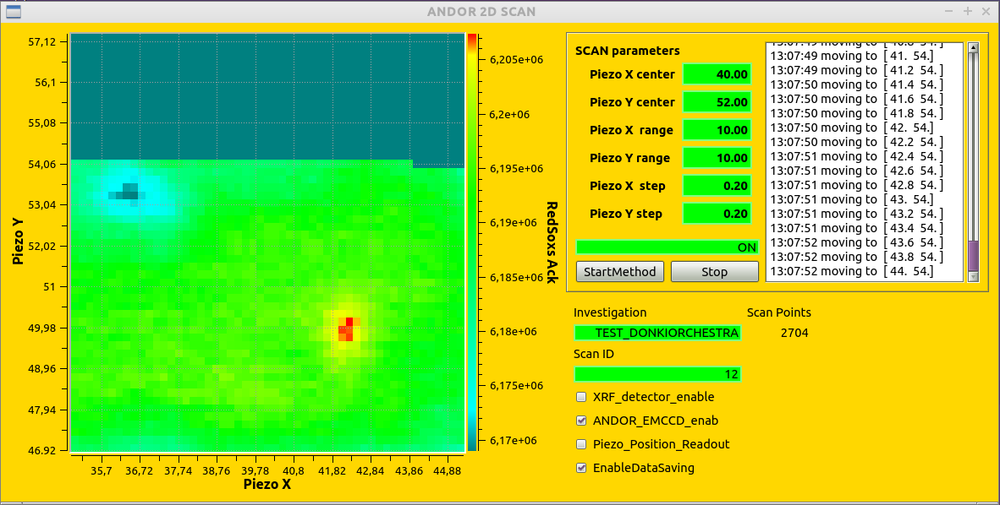 ANDOR 2D SCAN
57,12
56,1
55,08
54,06
53,04
52,02
51
49,98
48,96
47,94
46.92
Piezo Y
35,7 36,72 37,74 38,76 39,78 40,8 41,82 42,84 43,86 44,88
Piezo X
6,205e+06
6,2e+06
6,195e+06
6,19e+06
6,185e+06
6,18e+06
6,175e+06
6,17e+06
RedSoxs Ack
SCAN parameters
Piezo X center 40.00
Piezo Y center 52.00
Piezo X range 10.00
Piezo Y range 10.00
Piezo X step 0.20
Piezo Y step 0.20
ON
StartMethod Stop
13:07:49 moving to [ 40.8 54. ]
13:07:49 moving to [ 41. 54.]
13:07:49 moving to [ 41.2 54. ]
13:07:50 moving to [ 41.4 54. ]
13:07:50 moving to [ 41.6 54. ]
13:07:50 moving to [ 41.8 54. ]
13:07:50 moving to [ 42. 54.]
13:07:50 moving to [ 42.2 54. ]
13:07:51 moving to [ 42.4 54. ]
13:07:51 moving to [ 42.6 54. ]
13:07:51 moving to [ 42.8 54. ]
13:07:51 moving to [ 43. 54.]
13:07:51 moving to [ 43.2 54. ]
13:07:51 moving to [ 43.4 54. ]
13:07:52 moving to [ 43.6 54. ]
13:07:52 moving to [ 43.8 54. ]
13:07:52 moving to [ 44. 54.]
Investigation Scan Points
TEST_DONKIORCHESTRA 2704
Scan ID
12
XRF_detector_enable
ANDOR_EMCCD_enab
Piezo_Position_Readout
EnableDataSaving